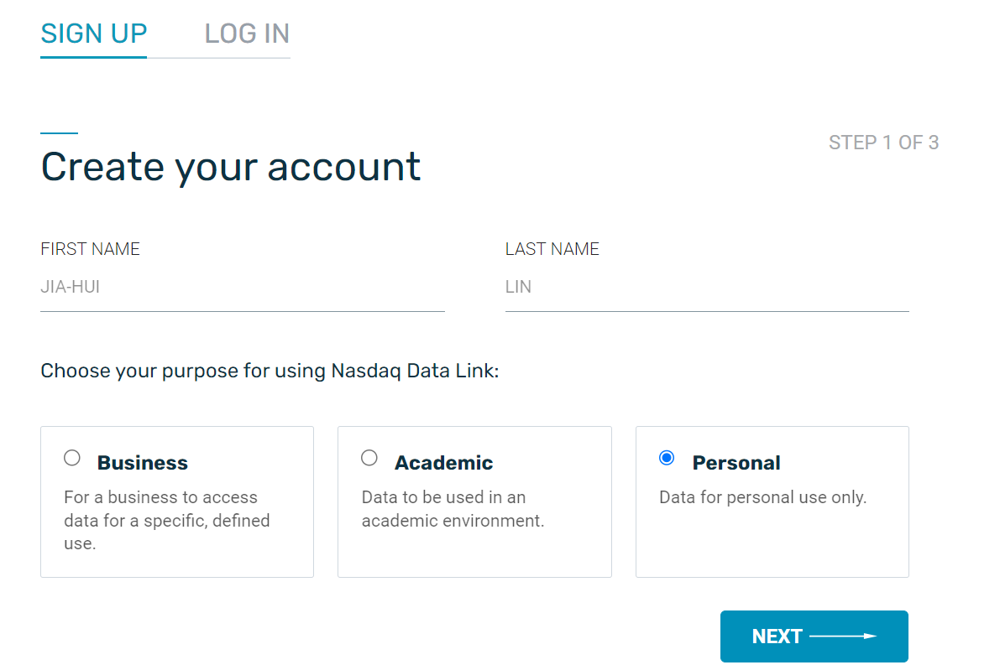 SIGN UP LOG IN
STEP 1 OF 3
Create your account
FIRST NAME LAST NAME
JIA-HUI LIN
Choose your purpose for using Nasdaq Data Link:
Business
For a business to access
data for a specific, defined
use.
Academic
Data to be used in an
academic environment.
Personal
Data for personal use only.
NEXT